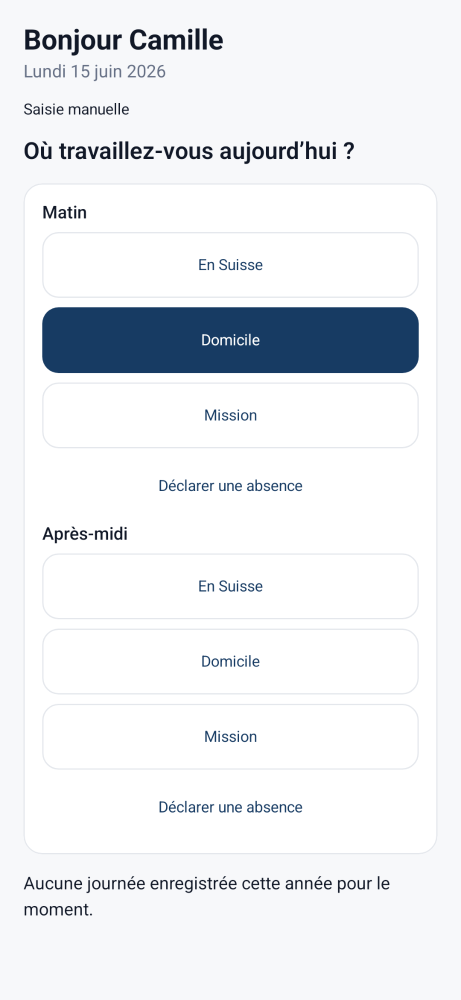 Bonjour Camille
Lundi 15 juin 2026
Saisie manuelle
Où travaillez-vous aujourd’hui ?
Matin
En Suisse
Domicile
Mission
Déclarer une absence
Après-midi
En Suisse
Domicile
Mission
Déclarer une absence
Aucune journée enregistrée cette année pour le
moment.